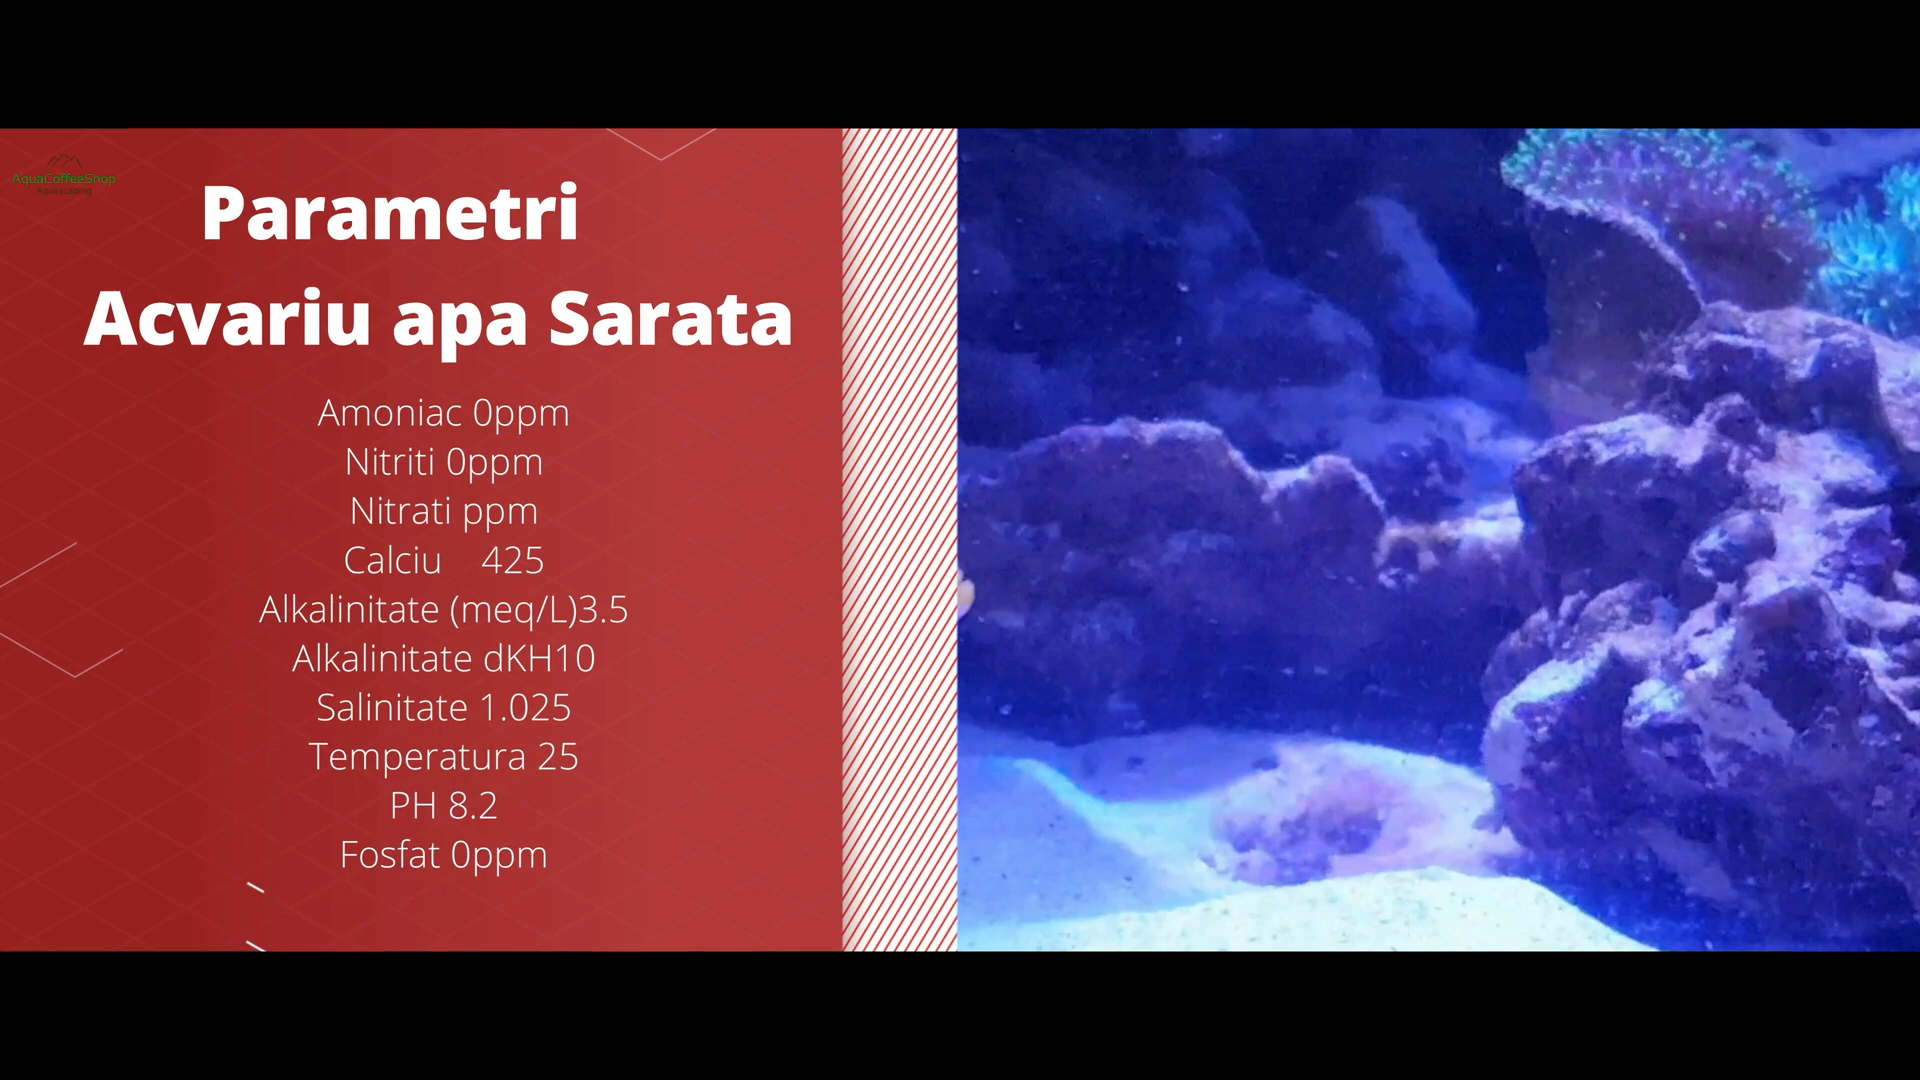 AquaCoffeeShop
Aquascaping
Parametri
Acvariu apa Sarata
Amoniac 0ppm
Nitriti 0ppm
Nitrati ppm
Calciu 425
Alkalinitate (meq/L)3.5
Alkalinitate dKH10
Salinitate 1.025
Temperatura 25
PH 8.2
Fosfat 0ppm